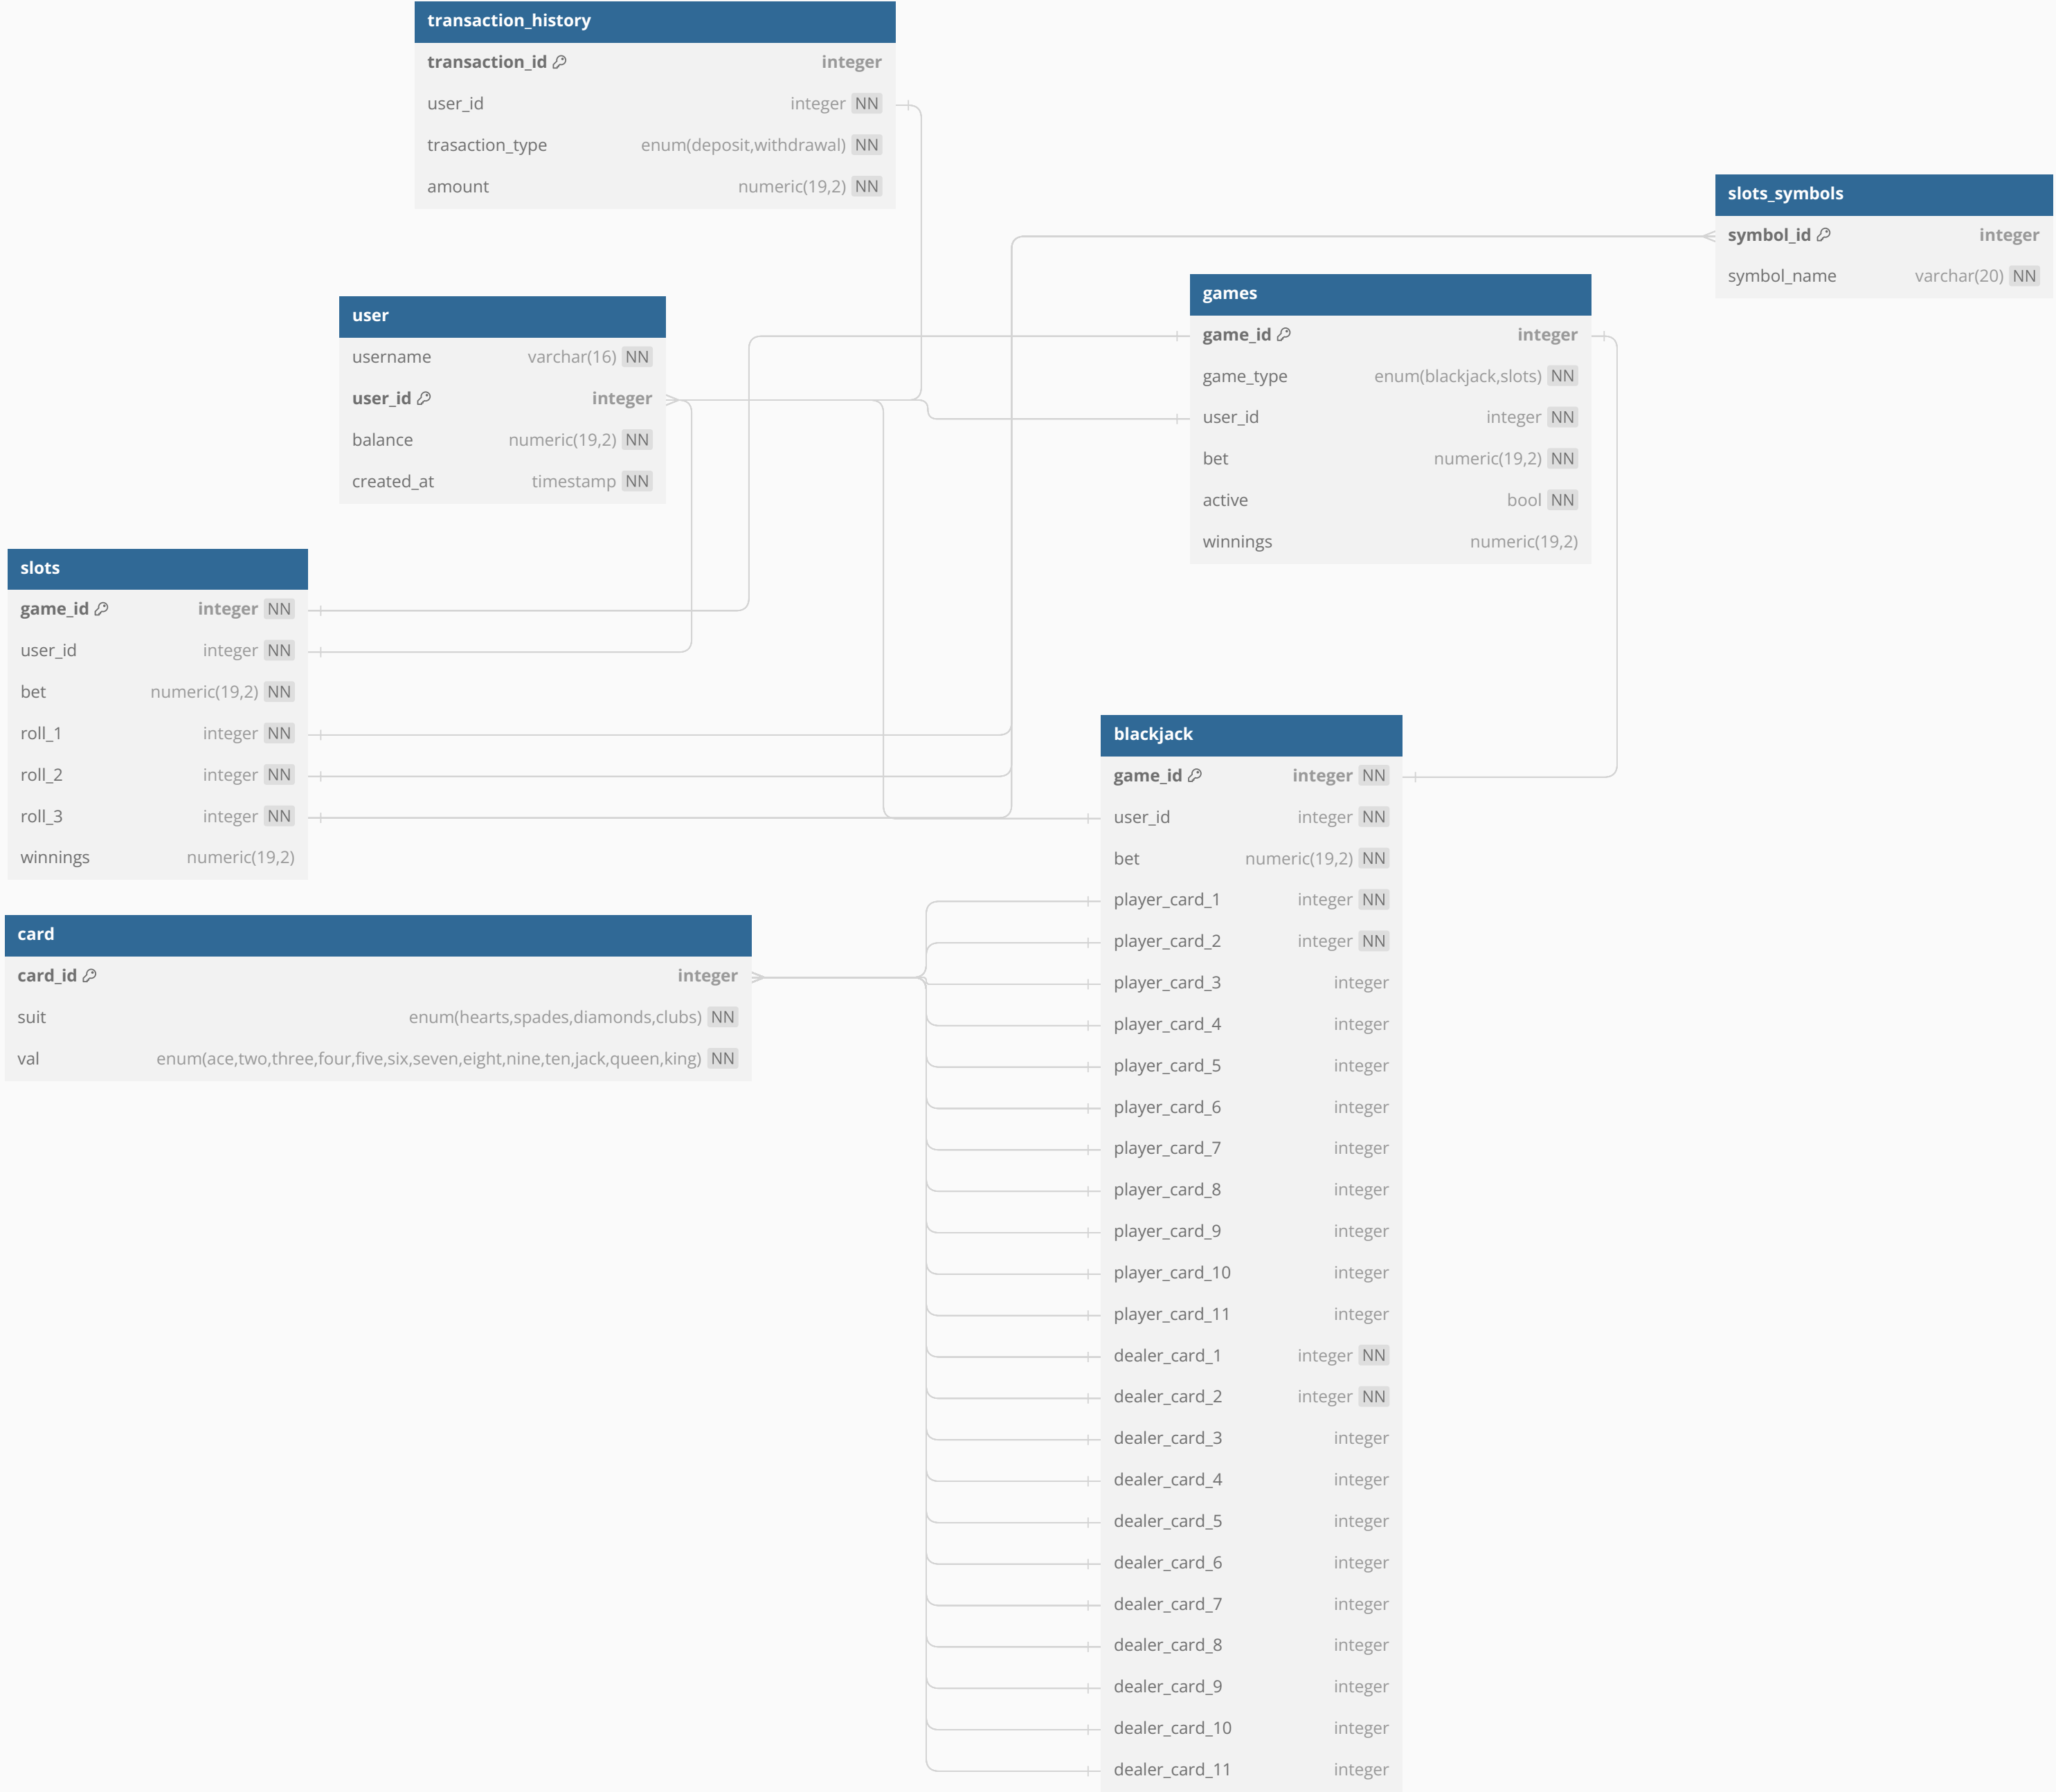 transaction_history
transaction_id integer
user_id integer NN
trasaction_type enum(deposit,withdrawal) NN
amount numeric(19,2) NN
slots_symbols
symbol_id integer
symbol_name varchar(20) NN
games
game_id integer
game_type enum(blackjack,slots) NN
user_id integer NN
bet numeric(19,2) NN
active bool NN
winnings numeric(19,2)
user
username varchar(16) NN
user_id integer
balance numeric(19,2) NN
created_at timestamp NN
slots
game_id integer NN
user_id integer NN
bet numeric(19,2) NN
roll_1 integer NN
roll_2 integer NN
roll_3 integer NN
winnings numeric(19,2)
blackjack
game_id integer NN
user_id integer NN
bet numeric(19,2) NN
player_card_1 integer NN
player_card_2 integer NN
player_card_3 integer
player_card_4 integer
player_card_5 integer
player_card_6 integer
player_card_7 integer
player_card_8 integer
player_card_9 integer
player_card_10 integer
player_card_11 integer
dealer_card_1 integer NN
dealer_card_2 integer NN
dealer_card_3 integer
dealer_card_4 integer
dealer_card_5 integer
dealer_card_6 integer
dealer_card_7 integer
dealer_card_8 integer
dealer_card_9 integer
dealer_card_10 integer
dealer_card_11 integer
card
card_id integer
suit enum(hearts,spades,diamonds,clubs) NN
val enum(ace,two,three,four,five,six,seven,eight,nine,ten,jack,queen,king) NN